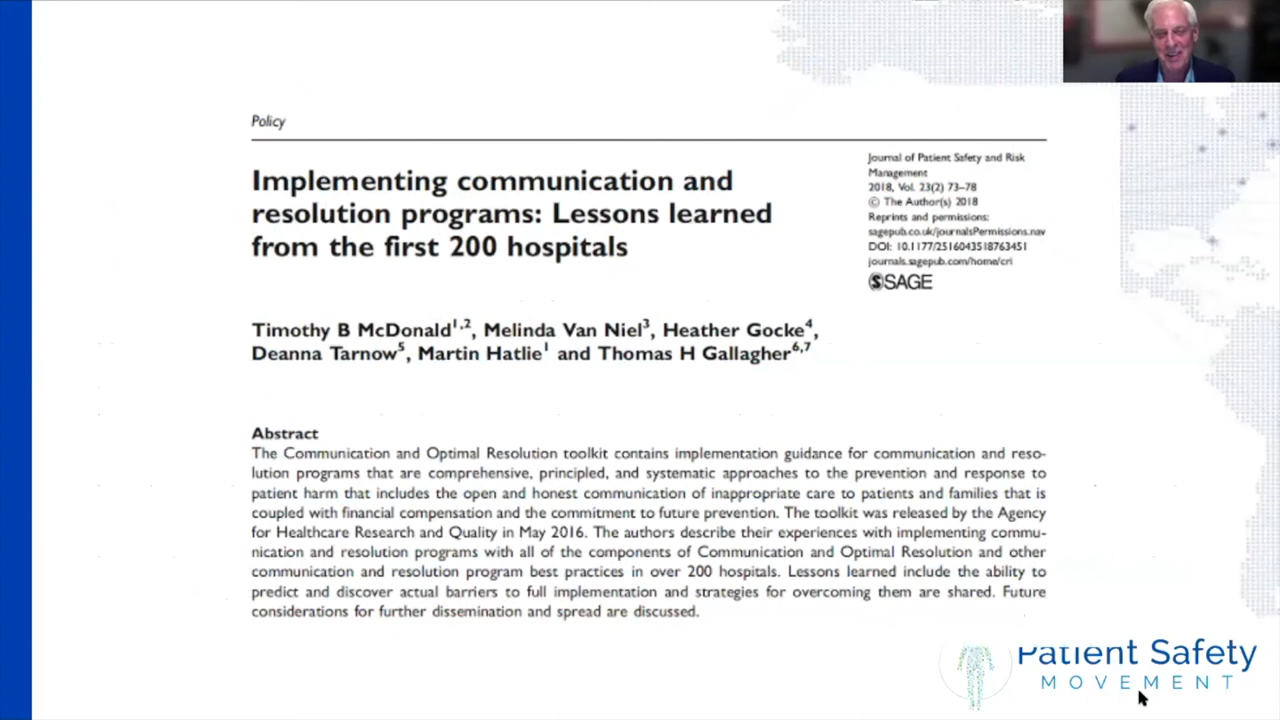 Policy
Implementing communication and
resolution programs: Lessons learned
from the first 200 hospitals
Journal of Patient Safety and Risk
Management
2018, Vol. 23(2) 73–78
© The Author(s) 2018
Reprints and permissions:
sagepub.co.uk/journalsPermissions.nav
DOI: 10.1177/2516043518763451
journals.sagepub.com/home/cri
SAGE
Timothy B McDonald1,2, Melinda Van Niel3, Heather Gocke4,
Deanna Tarnow5, Martin Hatlie1 and Thomas H Gallagher6,7
Abstract
The Communication and Optimal Resolution toolkit contains implementation guidance for communication and reso-
lution programs that are comprehensive, principled, and systematic approaches to the prevention and response to
patient harm that includes the open and honest communication of inappropriate care to patients and families that is
coupled with financial compensation and the commitment to future prevention. The toolkit was released by the Agency
for Healthcare Research and Quality in May 2016. The authors describe their experiences with implementing commu-
nication and resolution programs with all of the components of Communication and Optimal Resolution and other
communication and resolution program best practices in over 200 hospitals. Lessons learned include the ability to
predict and discover actual barriers to full implementation and strategies for overcoming them are shared. Future
considerations for further dissemination and spread are discussed.
Patient Safety
MOVEMENT